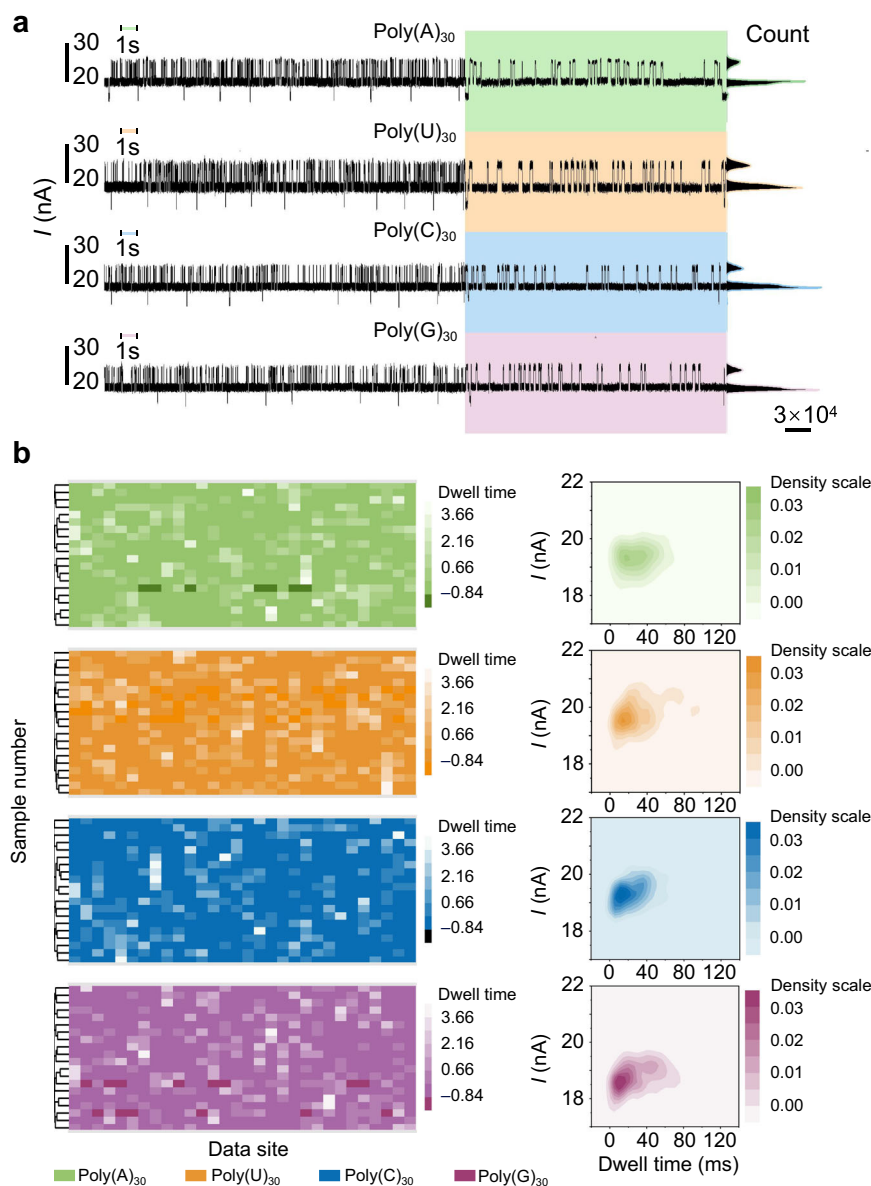 a
Poly(A)30
Count
30
20
1s
Poly(U)30
30
20
1s
I (nA)
Poly(C)30
30
20
1s
Poly(G)30
30
20
1s
3×10⁴
b
Sample number
Dwell time
3.66
2.16
0.66
–0.84
I (nA)
22
20
18
0 40 80 120
Density scale
0.03
0.02
0.01
0.00
Dwell time
3.66
2.16
0.66
–0.84
I (nA)
22
20
18
0 40 80 120
Density scale
0.03
0.02
0.01
0.00
Dwell time
3.66
2.16
0.66
–0.84
I (nA)
22
20
18
0 40 80 120
Density scale
0.03
0.02
0.01
0.00
Dwell time
3.66
2.16
0.66
–0.84
I (nA)
22
20
18
0 40 80 120
Density scale
0.03
0.02
0.01
0.00
Data site
Dwell time (ms)
Poly(A)30 Poly(U)30 Poly(C)30 Poly(G)30